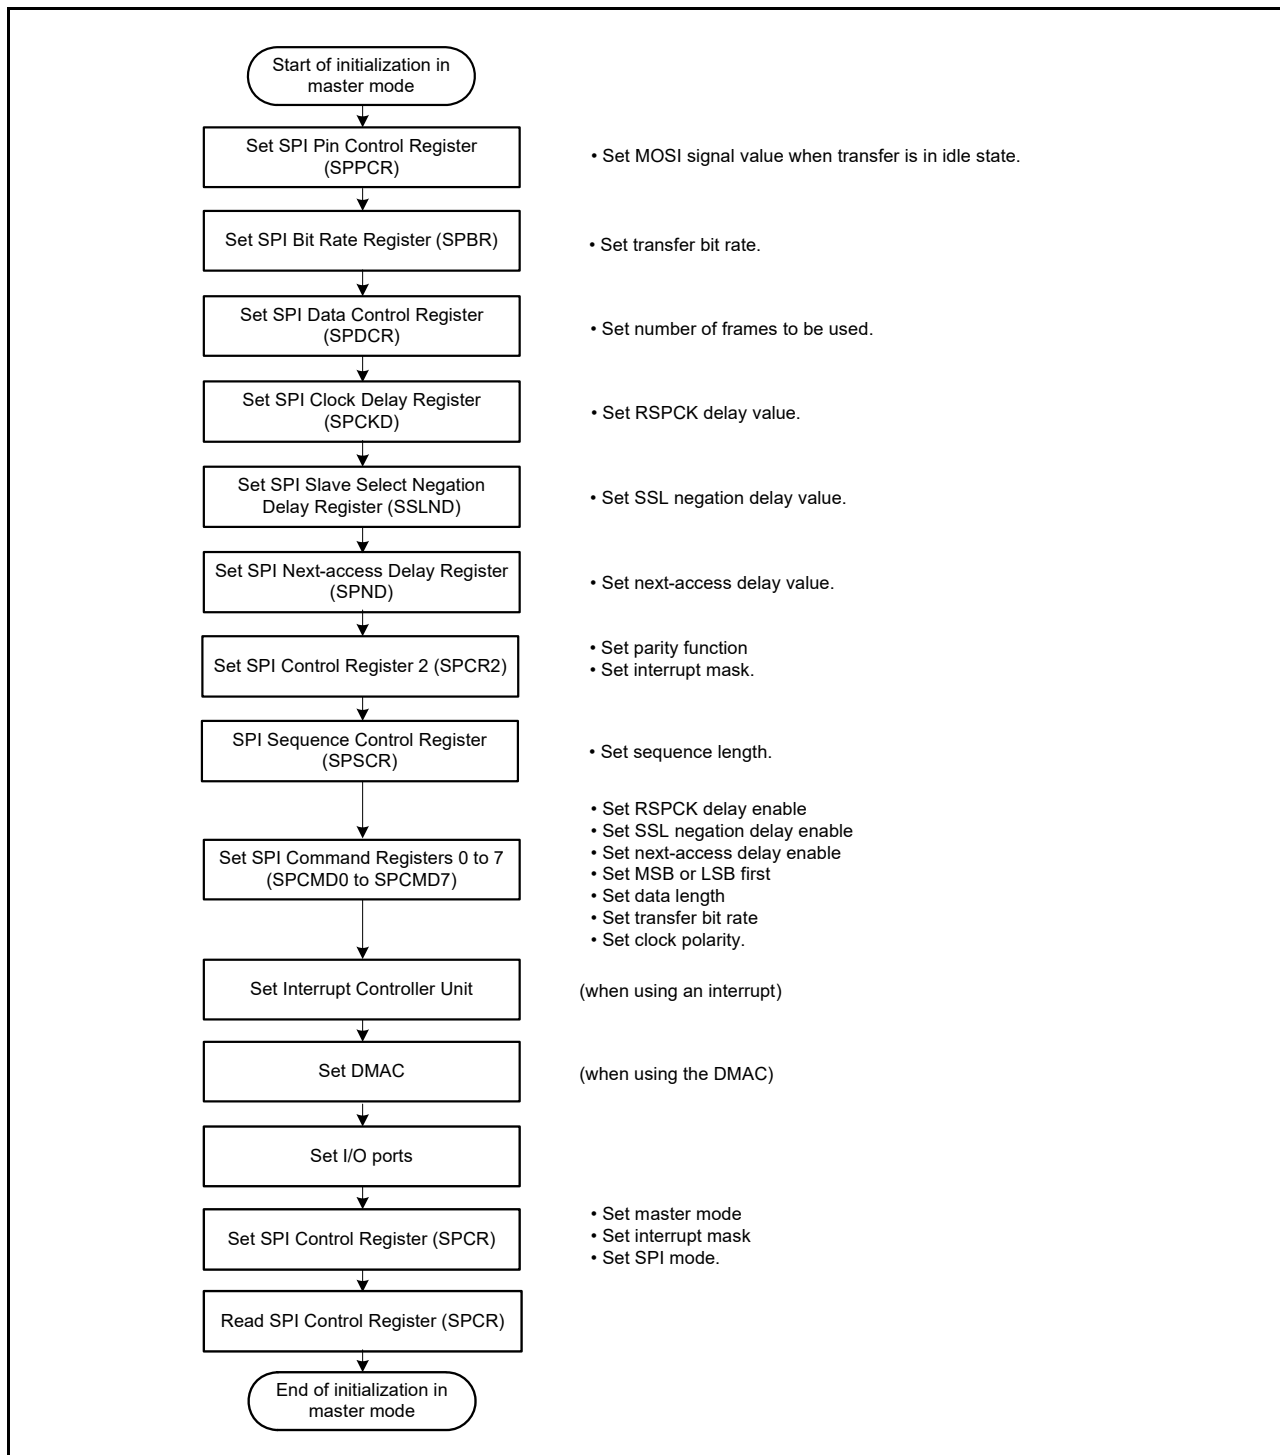 Start of initialization in
master mode
Set SPI Pin Control Register
(SPPCR)
• Set MOSI signal value when transfer is in idle state.
Set SPI Bit Rate Register (SPBR)
• Set transfer bit rate.
Set SPI Data Control Register
(SPDCR)
• Set number of frames to be used.
Set SPI Clock Delay Register
(SPCKD)
• Set RSPCK delay value.
Set SPI Slave Select Negation
Delay Register (SSLND)
• Set SSL negation delay value.
Set SPI Next-access Delay Register
(SPND)
• Set next-access delay value.
Set SPI Control Register 2 (SPCR2)
• Set parity function
• Set interrupt mask.
SPI Sequence Control Register
(SPSCR)
• Set sequence length.
Set SPI Command Registers 0 to 7
(SPCMD0 to SPCMD7)
• Set RSPCK delay enable
• Set SSL negation delay enable
• Set next-access delay enable
• Set MSB or LSB first
• Set data length
• Set transfer bit rate
• Set clock polarity.
Set Interrupt Controller Unit
(when using an interrupt)
Set DMAC
(when using the DMAC)
Set I/O ports
Set SPI Control Register (SPCR)
• Set master mode
• Set interrupt mask
• Set SPI mode.
Read SPI Control Register (SPCR)
End of initialization in
master mode